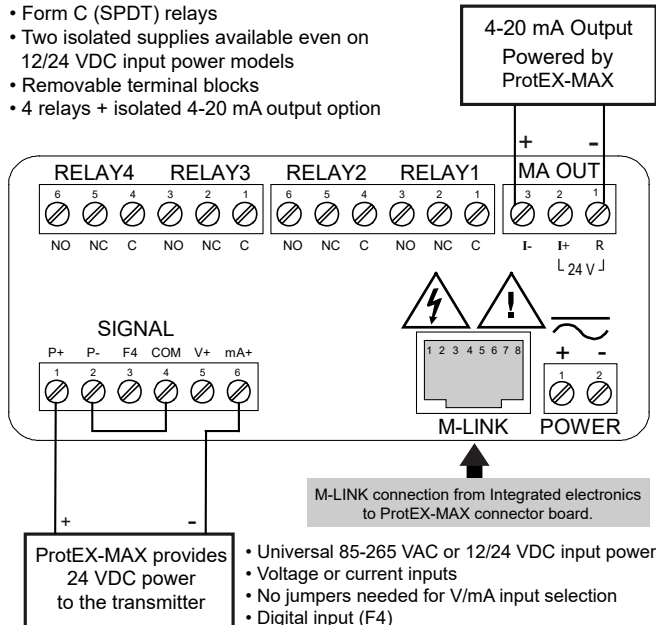 • Form C (SPDT) relays
• Two isolated supplies available even on
12/24 VDC input power models
• Removable terminal blocks
• 4 relays + isolated 4-20 mA output option
4-20 mA Output
Powered by
ProtEX-MAX
+ -
RELAY4 RELAY3 RELAY2 RELAY1 MA OUT
6 5 4 3 2 1 6 5 4 3 2 1 3 2 1
NO NC C NO NC C NO NC C NO NC C I- I+ R
24 V
SIGNAL
P+ P- F4 COM V+ mA+
1 2 3 4 5 6
1 2 3 4 5 6 7 8
+ -
1 2
M-LINK POWER
M-LINK connection from Integrated electronics
to ProtEX-MAX connector board.
+ -
ProtEX-MAX provides
24 VDC power
to the transmitter
• Universal 85-265 VAC or 12/24 VDC input power
• Voltage or current inputs
• No jumpers needed for V/mA input selection
• Digital input (F4)